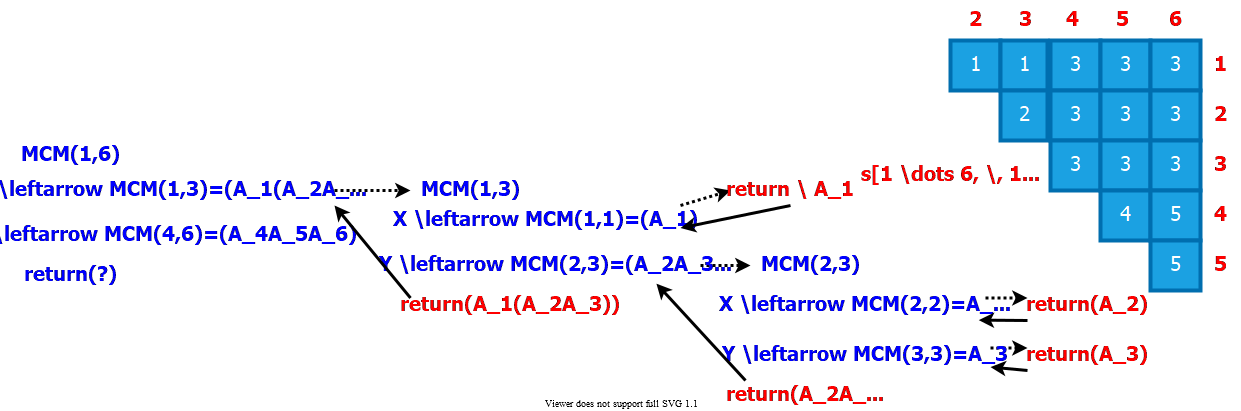 2 3 4 5 6
1 1 3 3 3 1
2 3 3 3 2
MCM(1,6)
3 3 3 3
s[1 \dots 6, \, 1...
\leftarrow MCM(1,3)=(A_1(A_2A_...
MCM(1,3)
return \ A_1
4 5 4
X \leftarrow MCM(1,1)=(A_1)
\leftarrow MCM(4,6)=(A_4A_5A_6)
Y \leftarrow MCM(2,3)=(A_2A_3...
MCM(2,3)
5 5
return(?)
return(A_1(A_2A_3))
X \leftarrow MCM(2,2)=A_...
return(A_2)
Y \leftarrow MCM(3,3)=A_3
return(A_3)
return(A_2A_...
Viewer does not support full SVG 1.1